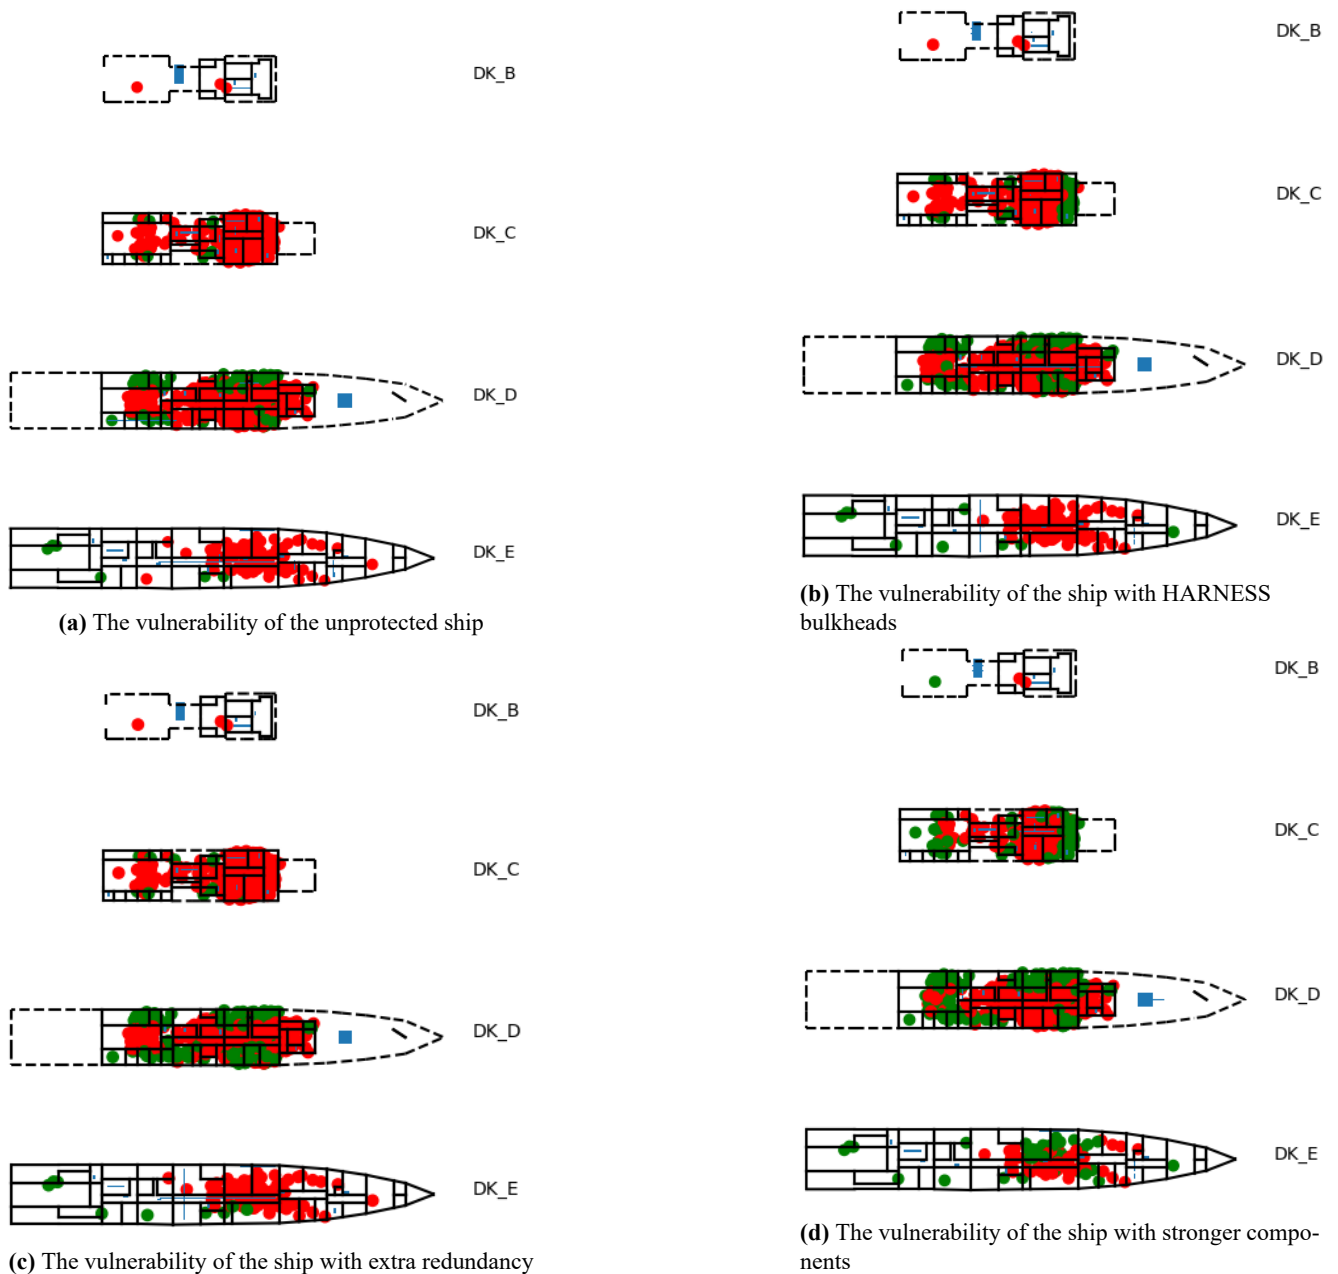 DK_B
DK_C
DK_D
DK_E
(a) The vulnerability of the unprotected ship
DK_B
DK_C
DK_D
DK_E
(b) The vulnerability of the ship with HARNESS
bulkheads
DK_B
DK_C
DK_D
DK_E
(c) The vulnerability of the ship with extra redundancy
DK_B
DK_C
DK_D
DK_E
(d) The vulnerability of the ship with stronger compo-
nents